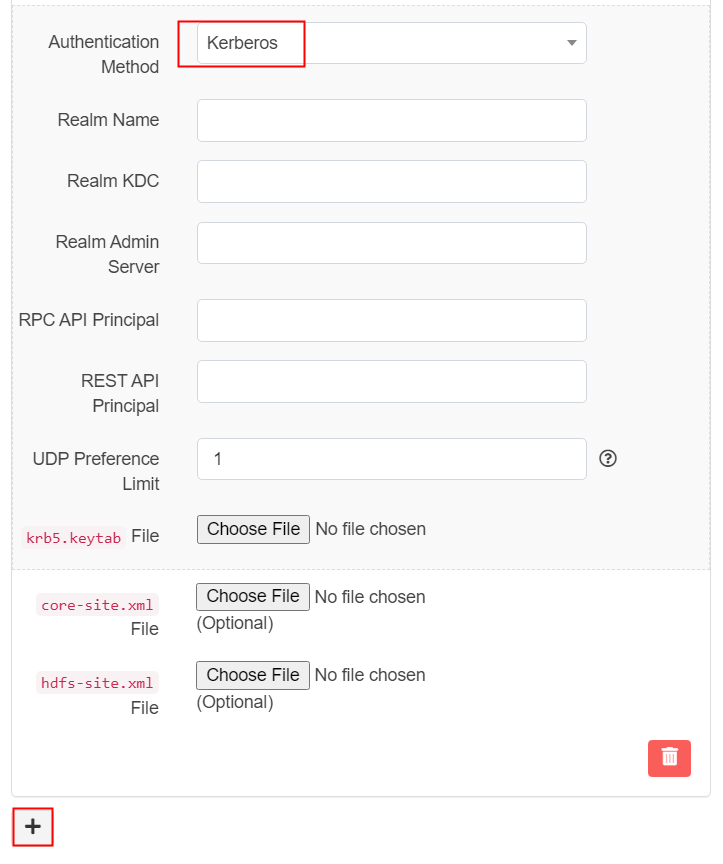 Authentication Kerberos
Method
Realm Name
Realm KDC
Realm Admin
Server
RPC API Principal
REST API
Principal
UDP Preference 1
Limit
krb5.keytab File Choose File No file chosen
core-site.xml Choose File No file chosen
File (Optional)
hdfs-site.xml Choose File No file chosen
File (Optional)